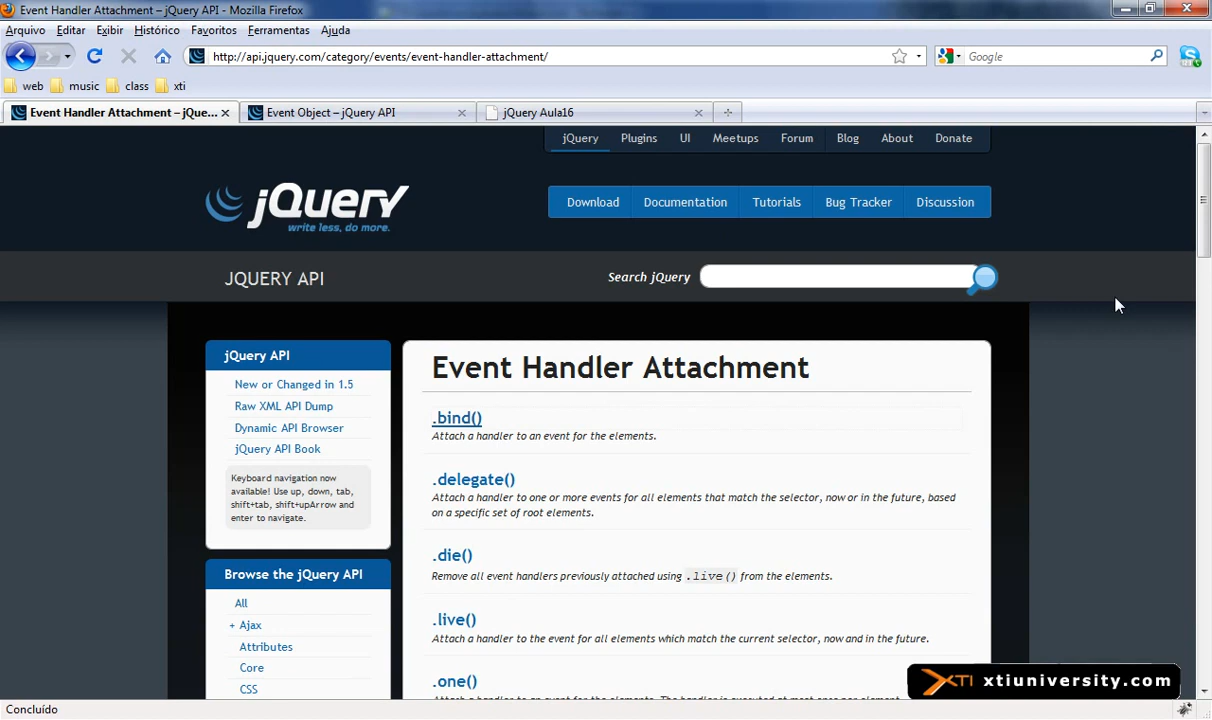 Event Handler Attachment – jQuery API - Mozilla Firefox
Arquivo Editar Exibir Histórico Favoritos Ferramentas Ajuda
http://api.jquery.com/category/events/event-handler-attachment/
Google
web music class xti
Event Handler Attachment – jQue...
Event Object – jQuery API
jQuery Aula16
jQuery Plugins UI Meetups Forum Blog About Donate
jQuery
write less, do more.
Download Documentation Tutorials Bug Tracker Discussion
JQUERY API
Search jQuery
jQuery API
New or Changed in 1.5
Raw XML API Dump
Dynamic API Browser
jQuery API Book
Keyboard navigation now
available! Use up, down, tab,
shift+tab, shift+upArrow and
enter to navigate.
Browse the jQuery API
All
+ Ajax
Attributes
Core
CSS
Event Handler Attachment
.bind()
Attach a handler to an event for the elements.
.delegate()
Attach a handler to one or more events for all elements that match the selector, now or in the future, based
on a specific set of root elements.
.die()
Remove all event handlers previously attached using .live() from the elements.
.live()
Attach a handler to the event for all elements which match the current selector, now and in the future.
.one()
XTI xtiuniversity.com
Concluído